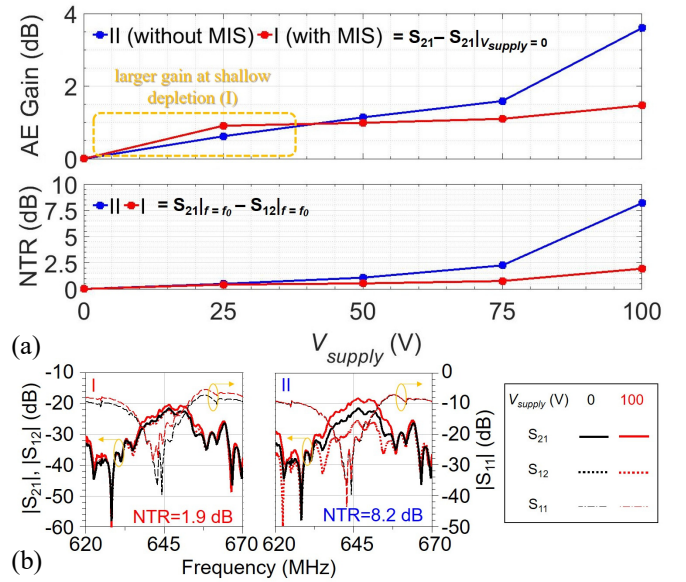 4
2
0
AE Gain (dB)
II (without MIS) I (with MIS) = S21 – S21|Vsupply = 0
larger gain at shallow
depletion (I)
10
7.5
5
2.5
0
NTR (dB)
II I = S21|f = f0 – S12|f = f0
0 25 50 75 100
(a)
Vsupply (V)
-10
-20
-30
-40
-50
-60
|S21|, |S12| (dB)
I
NTR=1.9 dB
620 645 670
II
NTR=8.2 dB
620 645 670
0
-10
-20
-30
-40
-50
|S11| (dB)
Frequency (MHz)
(b)
Vsupply (V) 0 100
S21
S12
S11